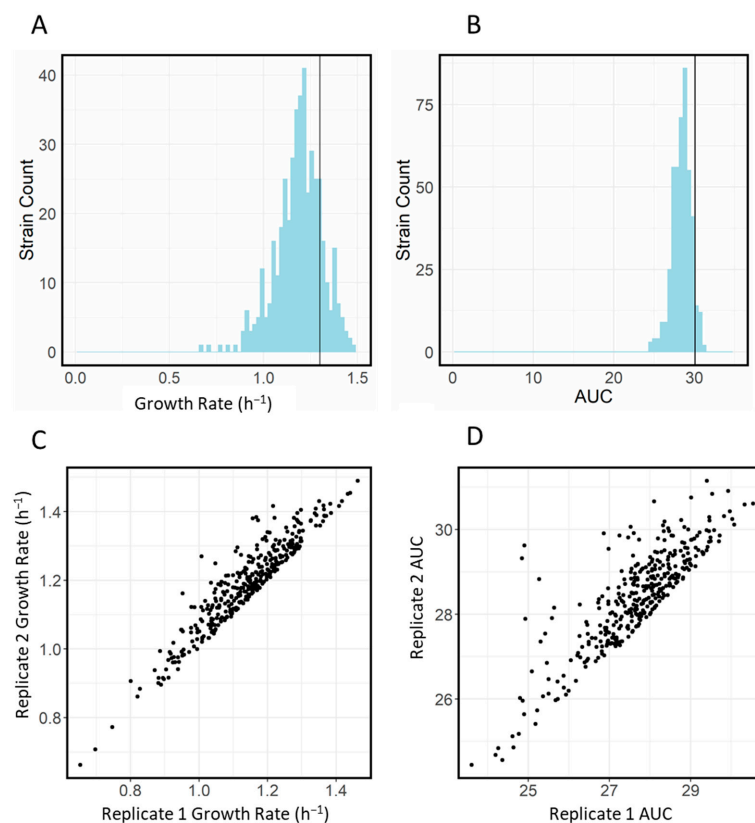 A
B
40
30
20
10
0
Strain Count
0.0
0.5
1.0
1.5
Growth Rate (h⁻¹)
75
50
25
0
Strain Count
0
10
20
30
AUC
C
D
1.4
1.2
1.0
0.8
Replicate 2 Growth Rate (h⁻¹)
0.8
1.0
1.2
1.4
Replicate 1 Growth Rate (h⁻¹)
30
28
26
Replicate 2 AUC
25
27
29
Replicate 1 AUC